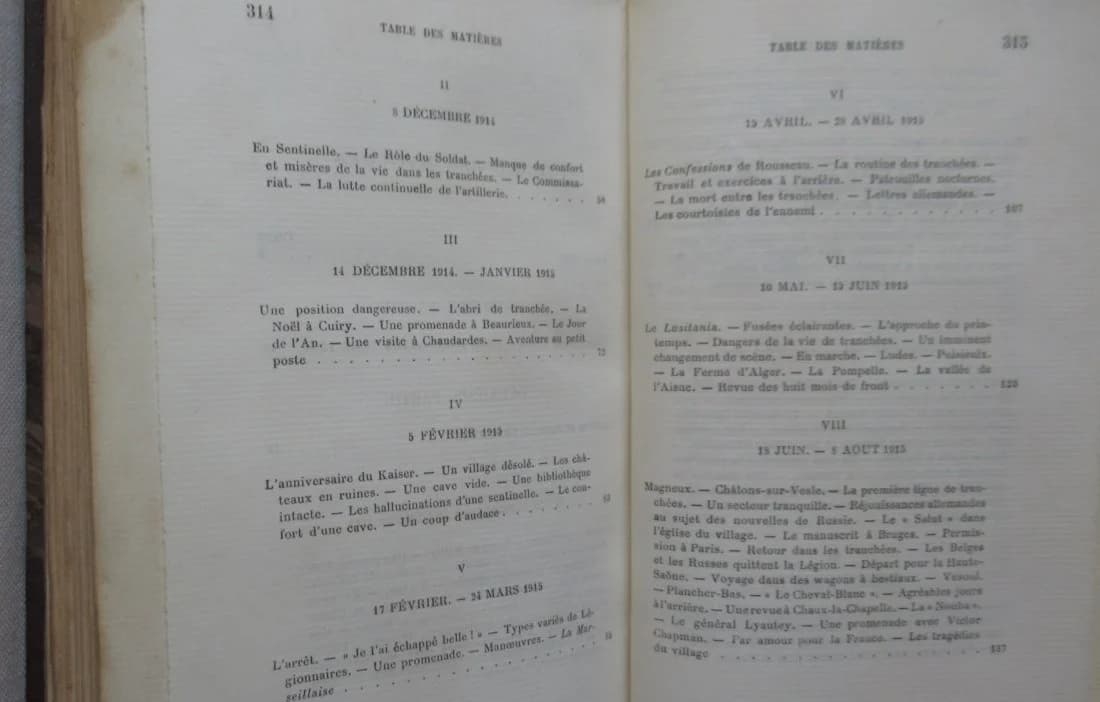 314
TABLE DES MATIÈRES
II
8 DÉCEMBRE 1914
En Sentinelle. — Le Rôle du Soldat. — Manque de confort
et misères de la vie dans les tranchées. — Le Commissa-
riat. — La lutte continuelle de l'artillerie. . . . . . .
III
14 DÉCEMBRE 1914. — JANVIER 1915
Une position dangereuse. — L'abri de tranchée. — La
Noël à Cuiry. — Une promenade à Beaurieux. — Le Jour
de l'An. — Une visite à Chaudardes. — Aventure au petit
poste . . . . . . . . . . . . . . . . . .
IV
5 FÉVRIER 1915
L'anniversaire du Kaiser. — Un village désolé. — Les châ-
teaux en ruines. — Une cave vide. — Une bibliothèque
intacte. — Les hallucinations d'une sentinelle. — Le con-
fort d'une cave. — Un coup d'audace . . . . . . .
V
17 FÉVRIER. — 24 MARS 1915
L'arrêt. — « Je l'ai échappé belle ! » — Types variés de Lé-
gionnaires. — Une promenade. — Manœuvres. — La Mar-
seillaise . . . . . . . . . . . . . . . . .
TABLE DES MATIÈRES
315
VI
15 AVRIL. — 28 AVRIL 1915
Les Confessions de Rousseau. — La routine des tranchées. —
Travail et exercices à l'arrière. — Patrouilles nocturnes.
— La mort entre les tranchées. — Lettres allemandes. —
Les courtoisies de l'ennemi . . . . . . . . . . . . 107
VII
10 MAI. — 15 JUIN 1915
Le Lusitania. — Fusées éclairantes. — L'approche du prin-
temps. — Dangers de la vie de tranchées. — Un imminent
changement de scène. — En marche. — Ludes. — Puisieulx.
— La Ferme d'Alger. — La Pompelle. — La vallée de
l'Aisne. — Revue des huit mois de front . . . . . . .
VIII
18 JUIN. — 8 AOUT 1915
Magneux. — Châlons-sur-Vesle. — La première ligne de tran-
chées. — Un secteur tranquille. — Réjouissances allemandes
au sujet des nouvelles de Russie. — Le « Salut » dans
l'église du village. — Le manuscrit à Bruges. — Permis-
sion à Paris. — Retour dans les tranchées. — Les Belges
et les Russes quittent la Légion. — Départ pour la Haute-
Saône. — Voyage dans des wagons à bestiaux. — Vesoul.
— Plancher-Bas. — « Le Cheval-Blanc ». — Agréables jours
à l'arrière. — Une revue à Chaux-la-Chapelle. — La « Nouba ».
— Le général Lyautey. — Une promenade avec Victor
Chapman. — Par amour pour la France. — Les tragédies
du village . . . . . . . . . . . . . . . . . 137